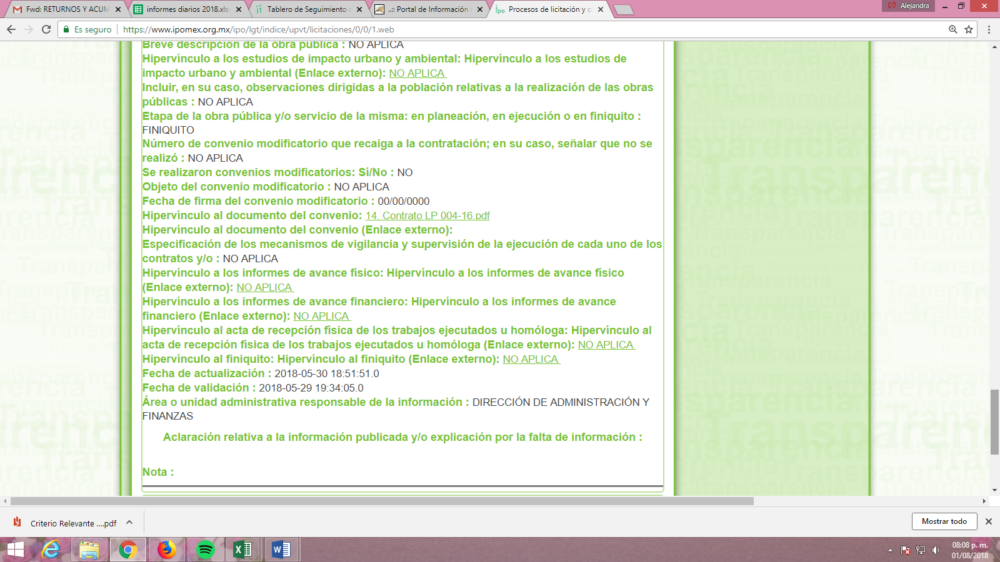 Fwd: RETURNOS Y ACUM
informes diarios 2018.xlsx
Tablero de Seguimiento
..:: Portal de Información
Procesos de licitación y co
Alejandra
Es seguro
https://www.ipomex.org.mx/ipo/lgt/indice/upvt/licitaciones/0/0/1.web
Breve descripción de la obra pública : NO APLICA
Hipervínculo a los estudios de impacto urbano y ambiental: Hipervínculo a los estudios de
impacto urbano y ambiental (Enlace externo): NO APLICA
Incluir, en su caso, observaciones dirigidas a la población relativas a la realización de las obras
públicas : NO APLICA
Etapa de la obra pública y/o servicio de la misma: en planeación, en ejecución o en finiquito :
FINIQUITO
Número de convenio modificatorio que recaiga a la contratación; en su caso, señalar que no se
realizó : NO APLICA
Se realizaron convenios modificatorios: Sí/No : NO
Objeto del convenio modificatorio : NO APLICA
Fecha de firma del convenio modificatorio : 00/00/0000
Hipervínculo al documento del convenio: 14. Contrato LP 004-16.pdf
Hipervínculo al documento del convenio (Enlace externo):
Especificación de los mecanismos de vigilancia y supervisión de la ejecución de cada uno de los
contratos y/o : NO APLICA
Hipervínculo a los informes de avance físico: Hipervínculo a los informes de avance físico
(Enlace externo): NO APLICA
Hipervínculo a los informes de avance financiero: Hipervínculo a los informes de avance
financiero (Enlace externo): NO APLICA
Hipervínculo al acta de recepción física de los trabajos ejecutados u homóloga: Hipervínculo al
acta de recepción física de los trabajos ejecutados u homóloga (Enlace externo): NO APLICA
Hipervínculo al finiquito: Hipervínculo al finiquito (Enlace externo): NO APLICA
Fecha de actualización : 2018-05-30 18:51:51.0
Fecha de validación : 2018-05-29 19:34:05.0
Área o unidad administrativa responsable de la información : DIRECCIÓN DE ADMINISTRACIÓN Y
FINANZAS
Aclaración relativa a la información publicada y/o explicación por la falta de información :
Nota :
Transparencia
Criterio Relevante ....pdf
Mostrar todo
08:08 p. m.
01/08/2018